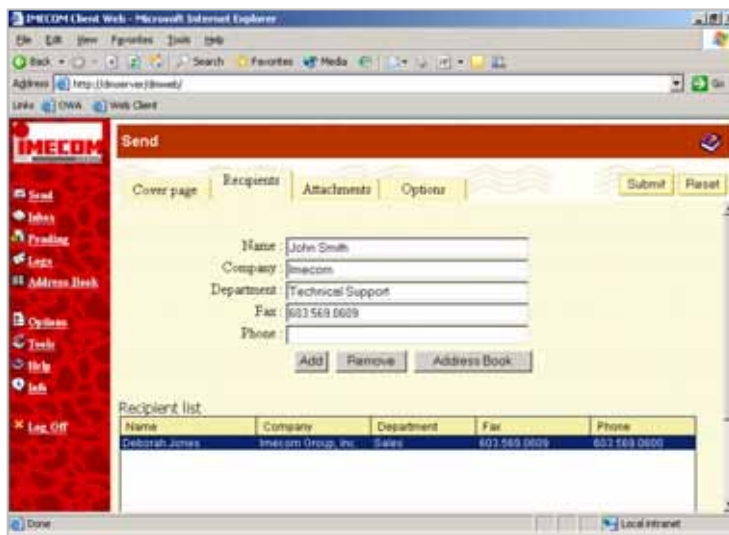 IMECOM Client Web - Microsoft Internet Explorer
File Edit View Favorites Tools Help
Back Search Favorites Media
Address http://dnsserver/dnsweb/ Go
Links OWA Web Client
IMECOM
Send
Cover page Recipients Attachments Options Submit Reset
Send
Inbox
Pending
Logs
Address Book
Options
Tools
Help
Info
Log Off
Name : John Smith
Company : Imecom
Department : Technical Support
Fax : 603.569.0609
Phone :
Add Remove Address Book
Recipient list
Name Company Department Fax Phone
Deborah Jones Imecom Group, Inc. Sales 603.569.0609 603.569.0600
Done Local intranet